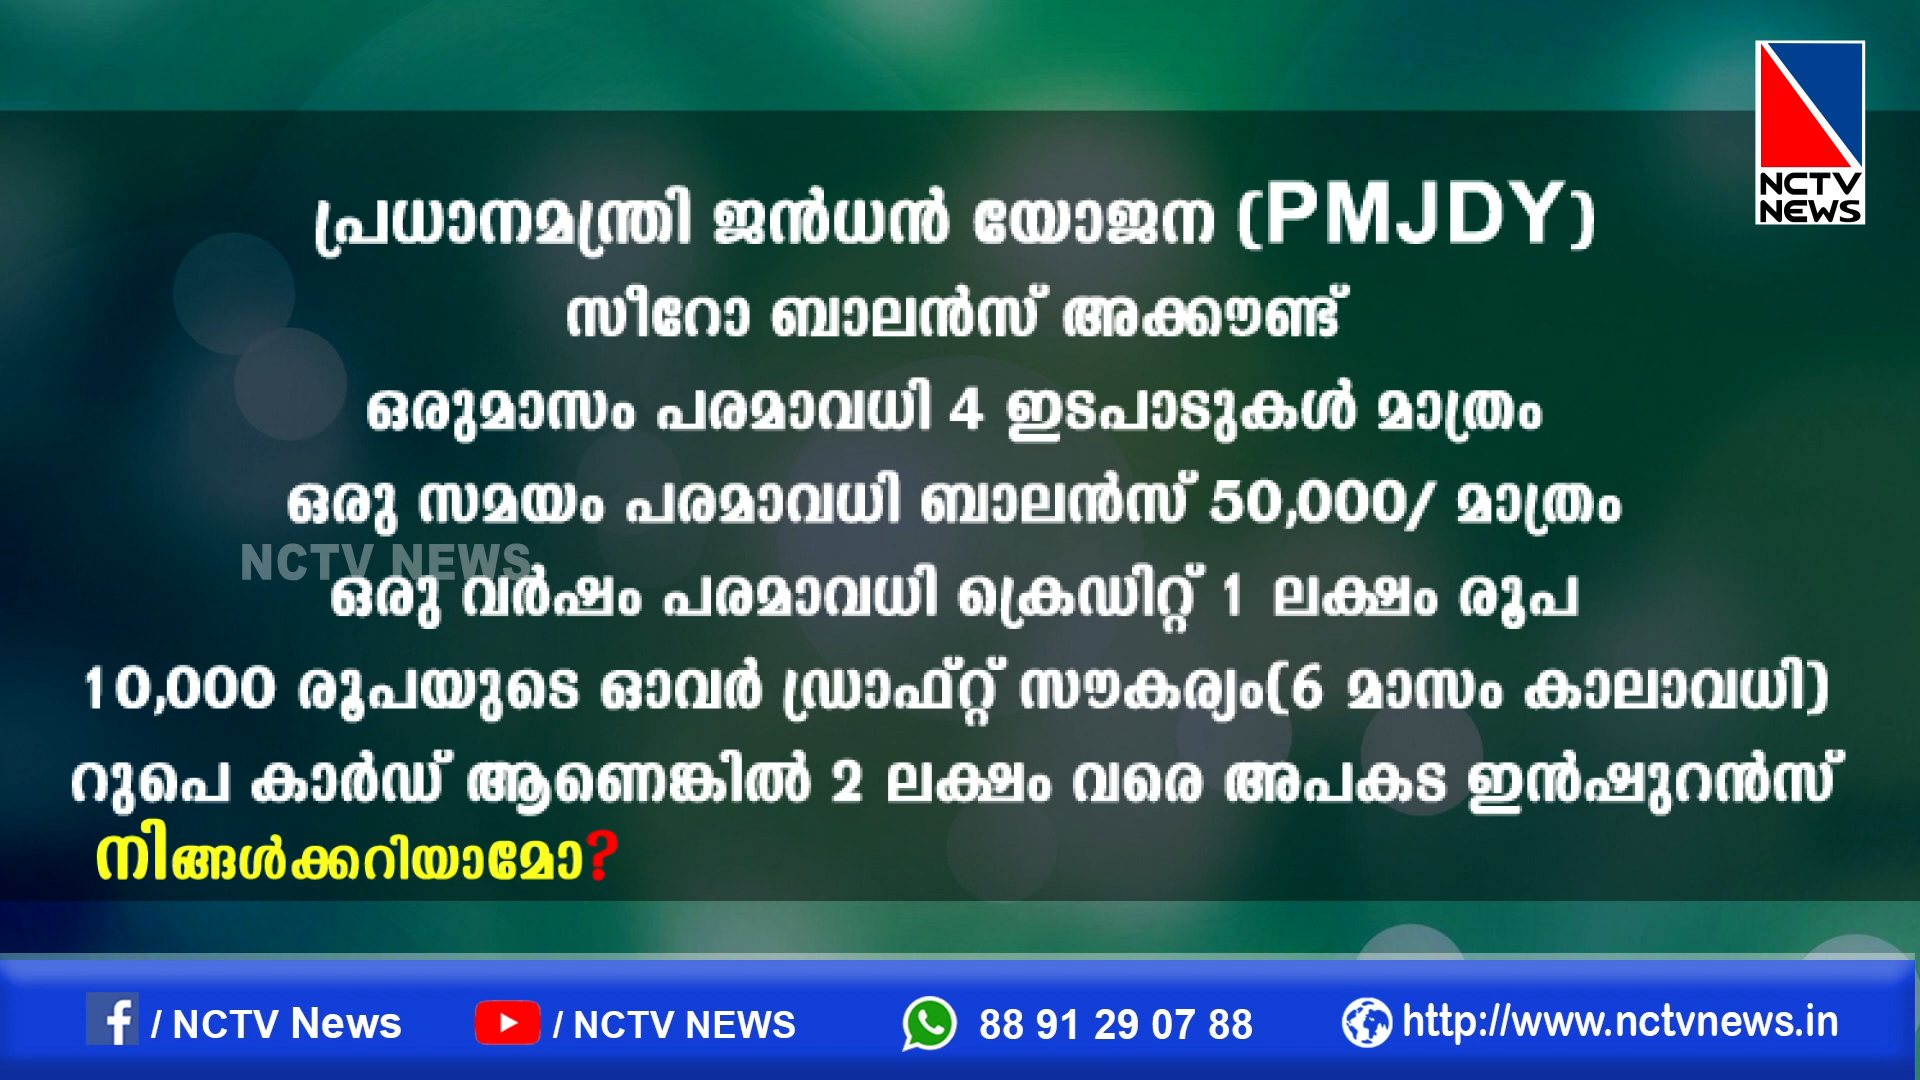 NCTV
NEWS
പ്രധാനമന്ത്രി ജൻധൻ യോജന (PMJDY)
സീറോ ബാലൻസ് അക്കൗണ്ട്
ഒരുമാസം പരമാവധി 4 ഇടപാടുകൾ മാത്രം
ഒരു സമയം പരമാവധി ബാലൻസ് 50,000/ മാത്രം
NCTV NEWS
ഒരു വർഷം പരമാവധി ക്രെഡിറ്റ് 1 ലക്ഷം രൂപ
10,000 രൂപയുടെ ഓവർ ഡ്രാഫ്റ്റ് സൗകര്യം(6 മാസം കാലാവധി)
റുപെ കാർഡ് ആണെങ്കിൽ 2 ലക്ഷം വരെ അപകട ഇൻഷുറൻസ്
നിങ്ങൾക്കറിയാമോ?
/ NCTV News / NCTV NEWS 88 91 29 07 88 http://www.nctvnews.in